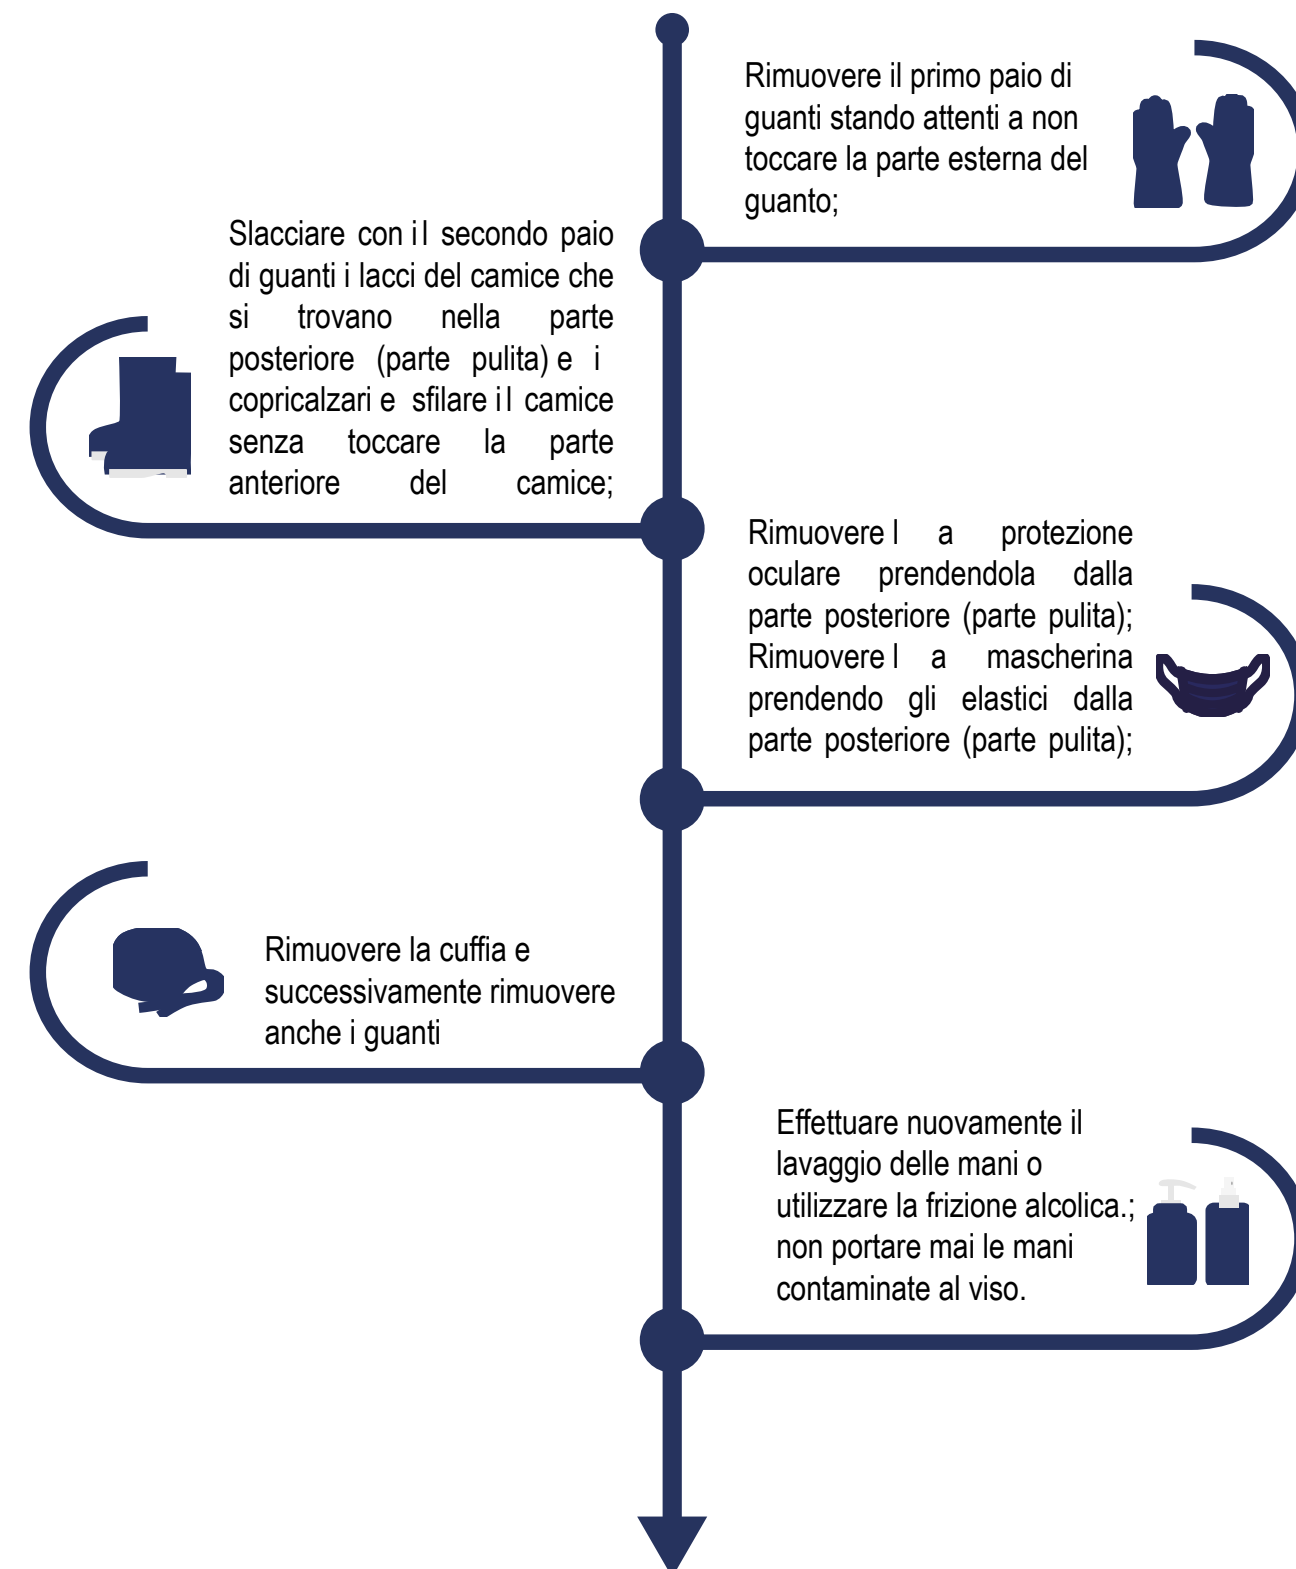 Rimuovere il primo paio di
guanti stando attenti a non
toccare la parte esterna del
guanto;
Slacciare con il secondo paio
di guanti i lacci del camice che
si trovano nella parte
posteriore (parte pulita) e i
copricalzari e sfilare il camice
senza toccare la parte
anteriore del camice;
Rimuovere l a protezione
oculare prendendola dalla
parte posteriore (parte pulita);
Rimuovere l a mascherina
prendendo gli elastici dalla
parte posteriore (parte pulita);
Rimuovere la cuffia e
successivamente rimuovere
anche i guanti
Effettuare nuovamente il
lavaggio delle mani o
utilizzare la frizione alcolica.;
non portare mai le mani
contaminate al viso.